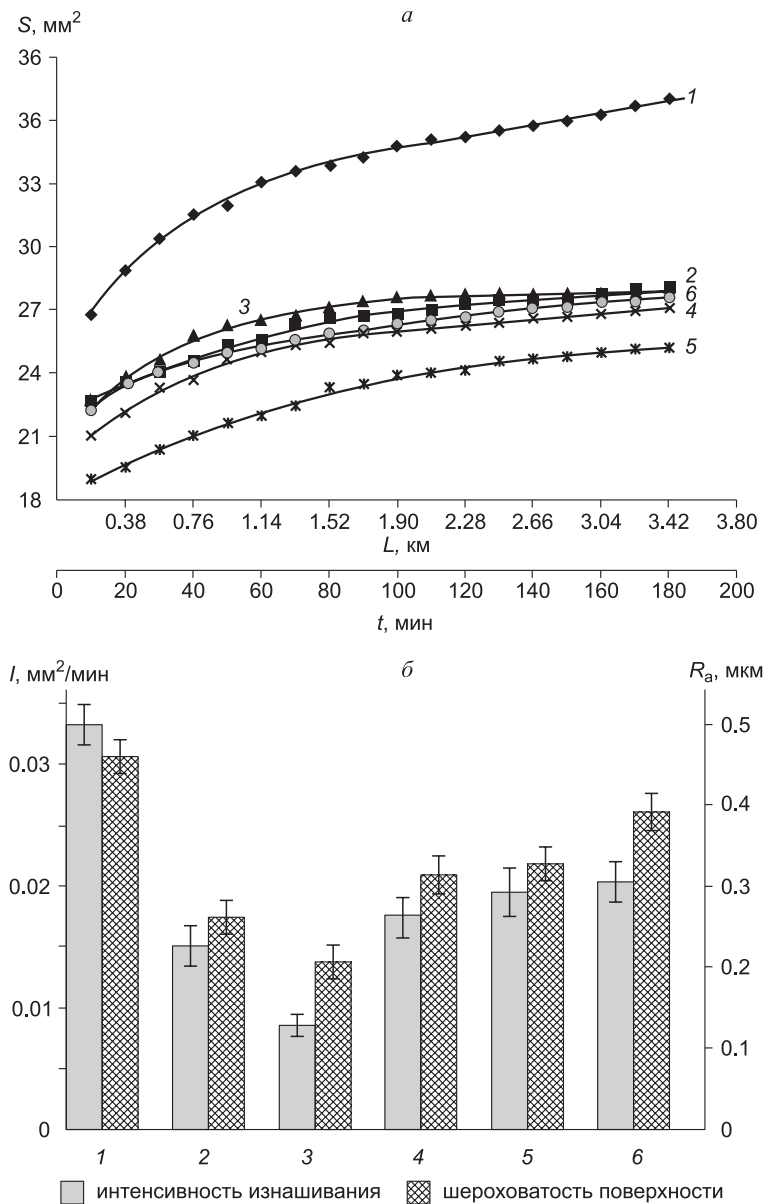 а
S, мм²
36
36
33
30
27
24
21
18
1
2
3
6
4
5
0.38 0.76 1.14 1.52 1.90 2.28 2.66 3.04 3.42 3.80
L, км
0 20 40 60 80 100 120 140 160 180 200
t, мин
б
I, мм²/мин
Rа, мкм
0.03
0.02
0.01
0
0.5
0.4
0.3
0.2
0.1
0
1 2 3 4 5 6
интенсивность изнашивания шероховатость поверхности